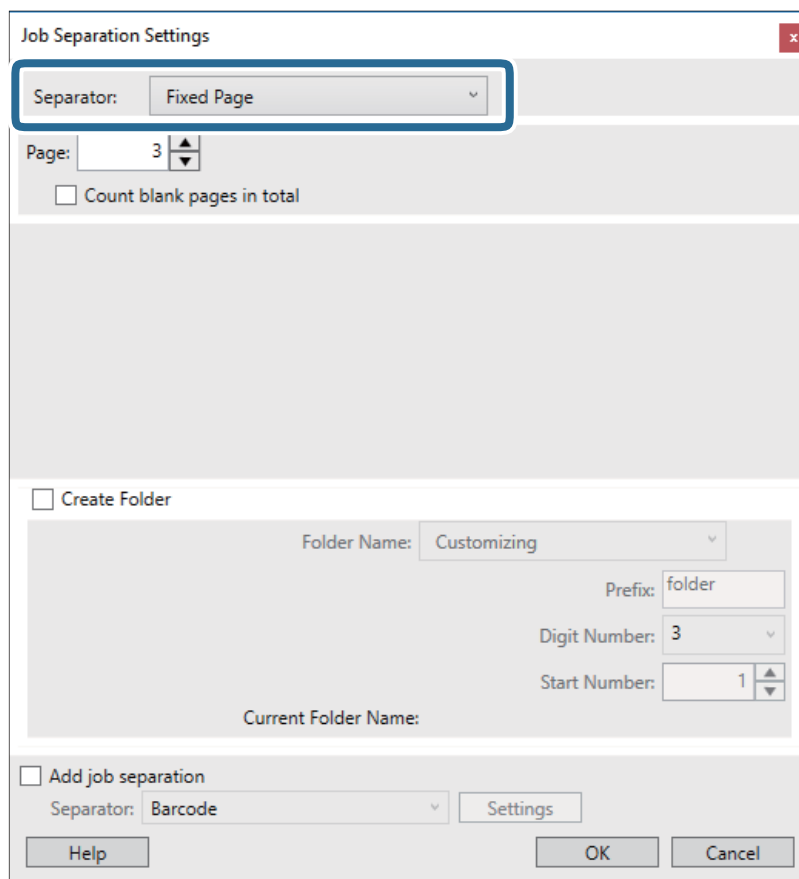 Job Separation Settings
x
Separator: Fixed Page
Page: 3
Count blank pages in total
Create Folder
Folder Name: Customizing
Prefix: folder
Digit Number: 3
Start Number: 1
Current Folder Name:
Add job separation
Separator: Barcode Settings
Help OK Cancel